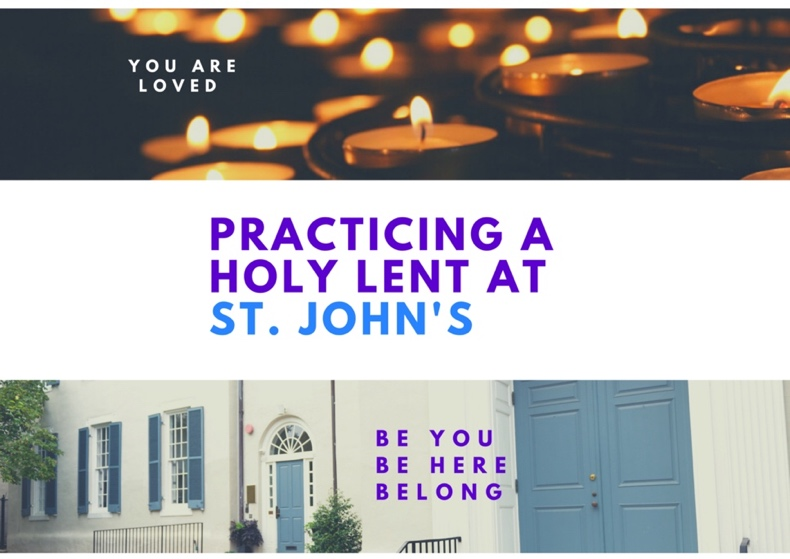 YOU ARE
LOVED
PRACTICING A
HOLY LENT AT
ST. JOHN'S
BE YOU
BE HERE
BELONG